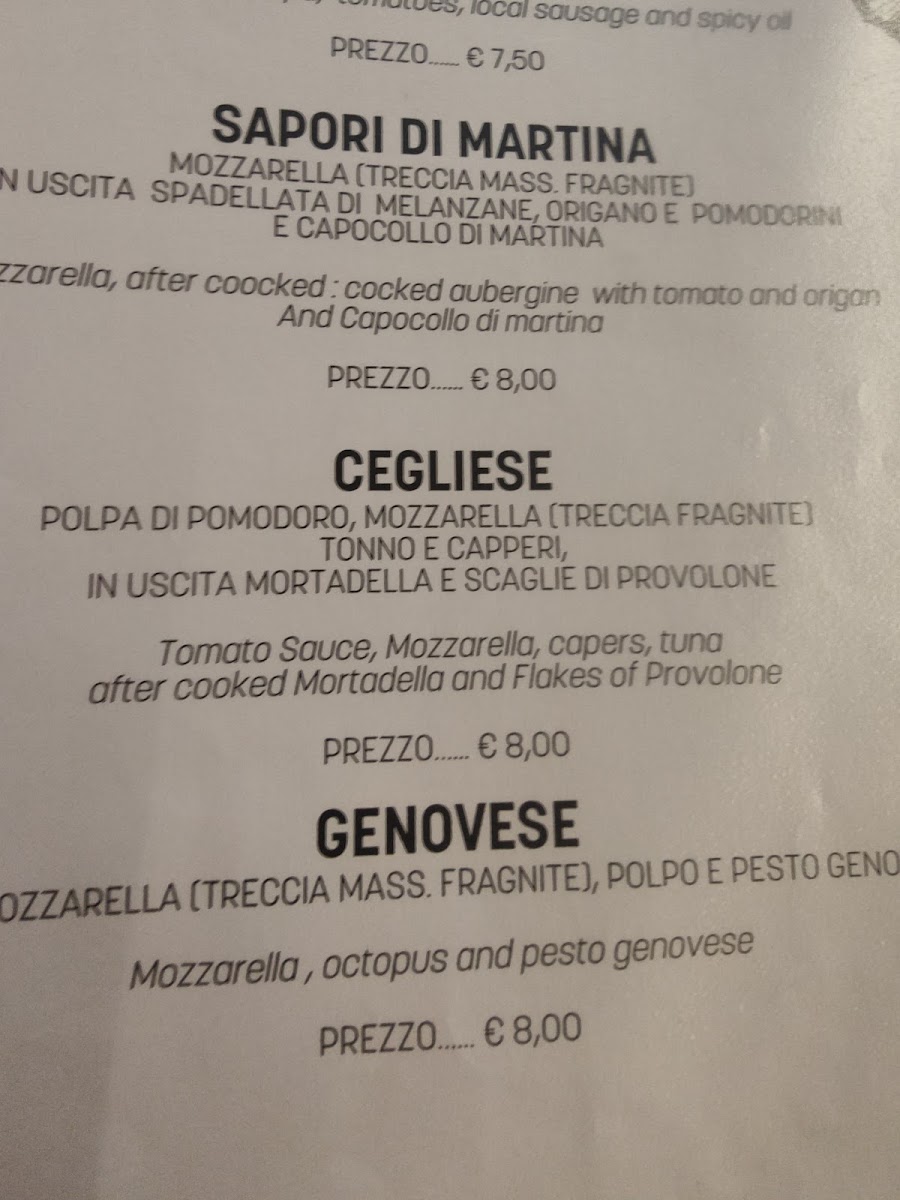 tomatoes, local sausage and spicy oil
PREZZO...... € 7,50
SAPORI DI MARTINA
MOZZARELLA (TRECCIA MASS. FRAGNITE)
N USCITA SPADELLATA DI MELANZANE, ORIGANO E POMODORINI
E CAPOCOLLO DI MARTINA
zzarella, after coocked : cocked aubergine with tomato and origan
And Capocollo di martina
PREZZO...... € 8,00
CEGLIESE
POLPA DI POMODORO, MOZZARELLA (TRECCIA FRAGNITE)
TONNO E CAPPERI,
IN USCITA MORTADELLA E SCAGLIE DI PROVOLONE
Tomato Sauce, Mozzarella, capers, tuna
after cooked Mortadella and Flakes of Provolone
PREZZO...... € 8,00
GENOVESE
OZZARELLA (TRECCIA MASS. FRAGNITE), POLPO E PESTO GENO
Mozzarella , octopus and pesto genovese
PREZZO...... € 8,00